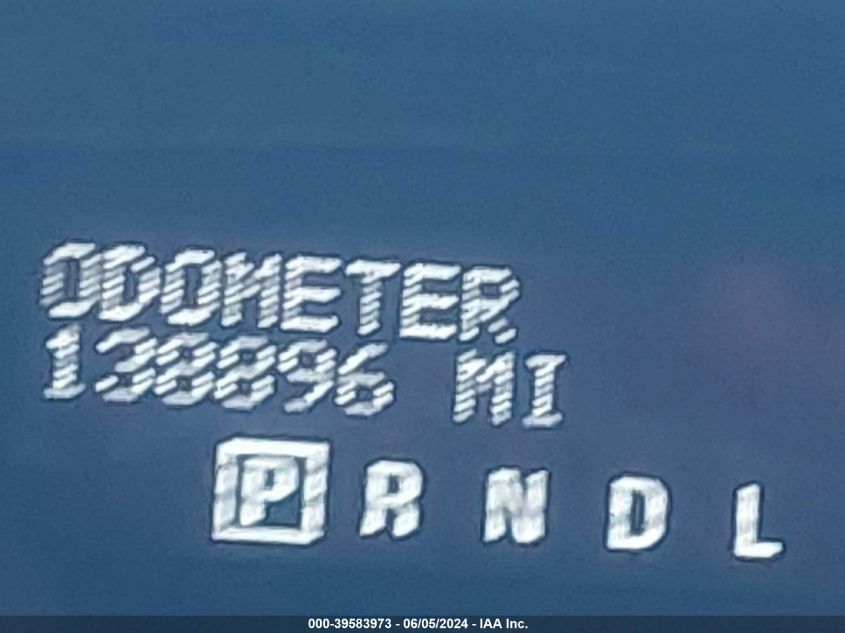 ODOMETER
138896 MI
P R N D L
000-39583973 - 06/05/2024 - IAA Inc.